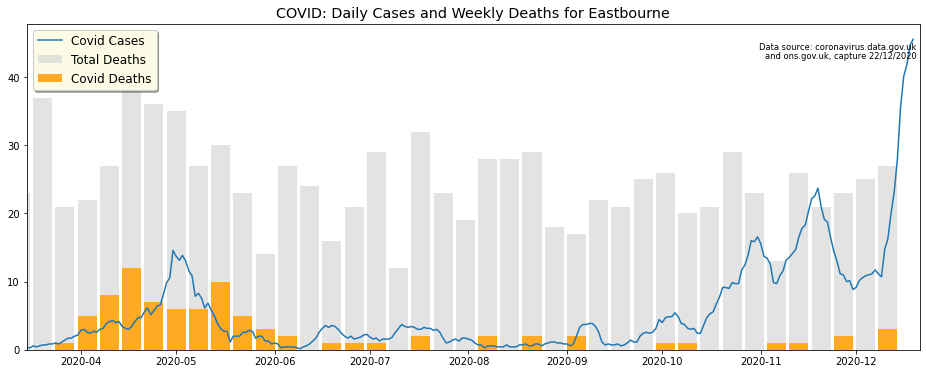 COVID: Daily Cases and Weekly Deaths for Eastbourne
Covid Cases
Total Deaths
Covid Deaths
Data source: coronavirus.data.gov.uk
and ons.gov.uk, capture 22/12/2020
40
30
20
10
0
2020-04 2020-05 2020-06 2020-07 2020-08 2020-09 2020-10 2020-11 2020-12